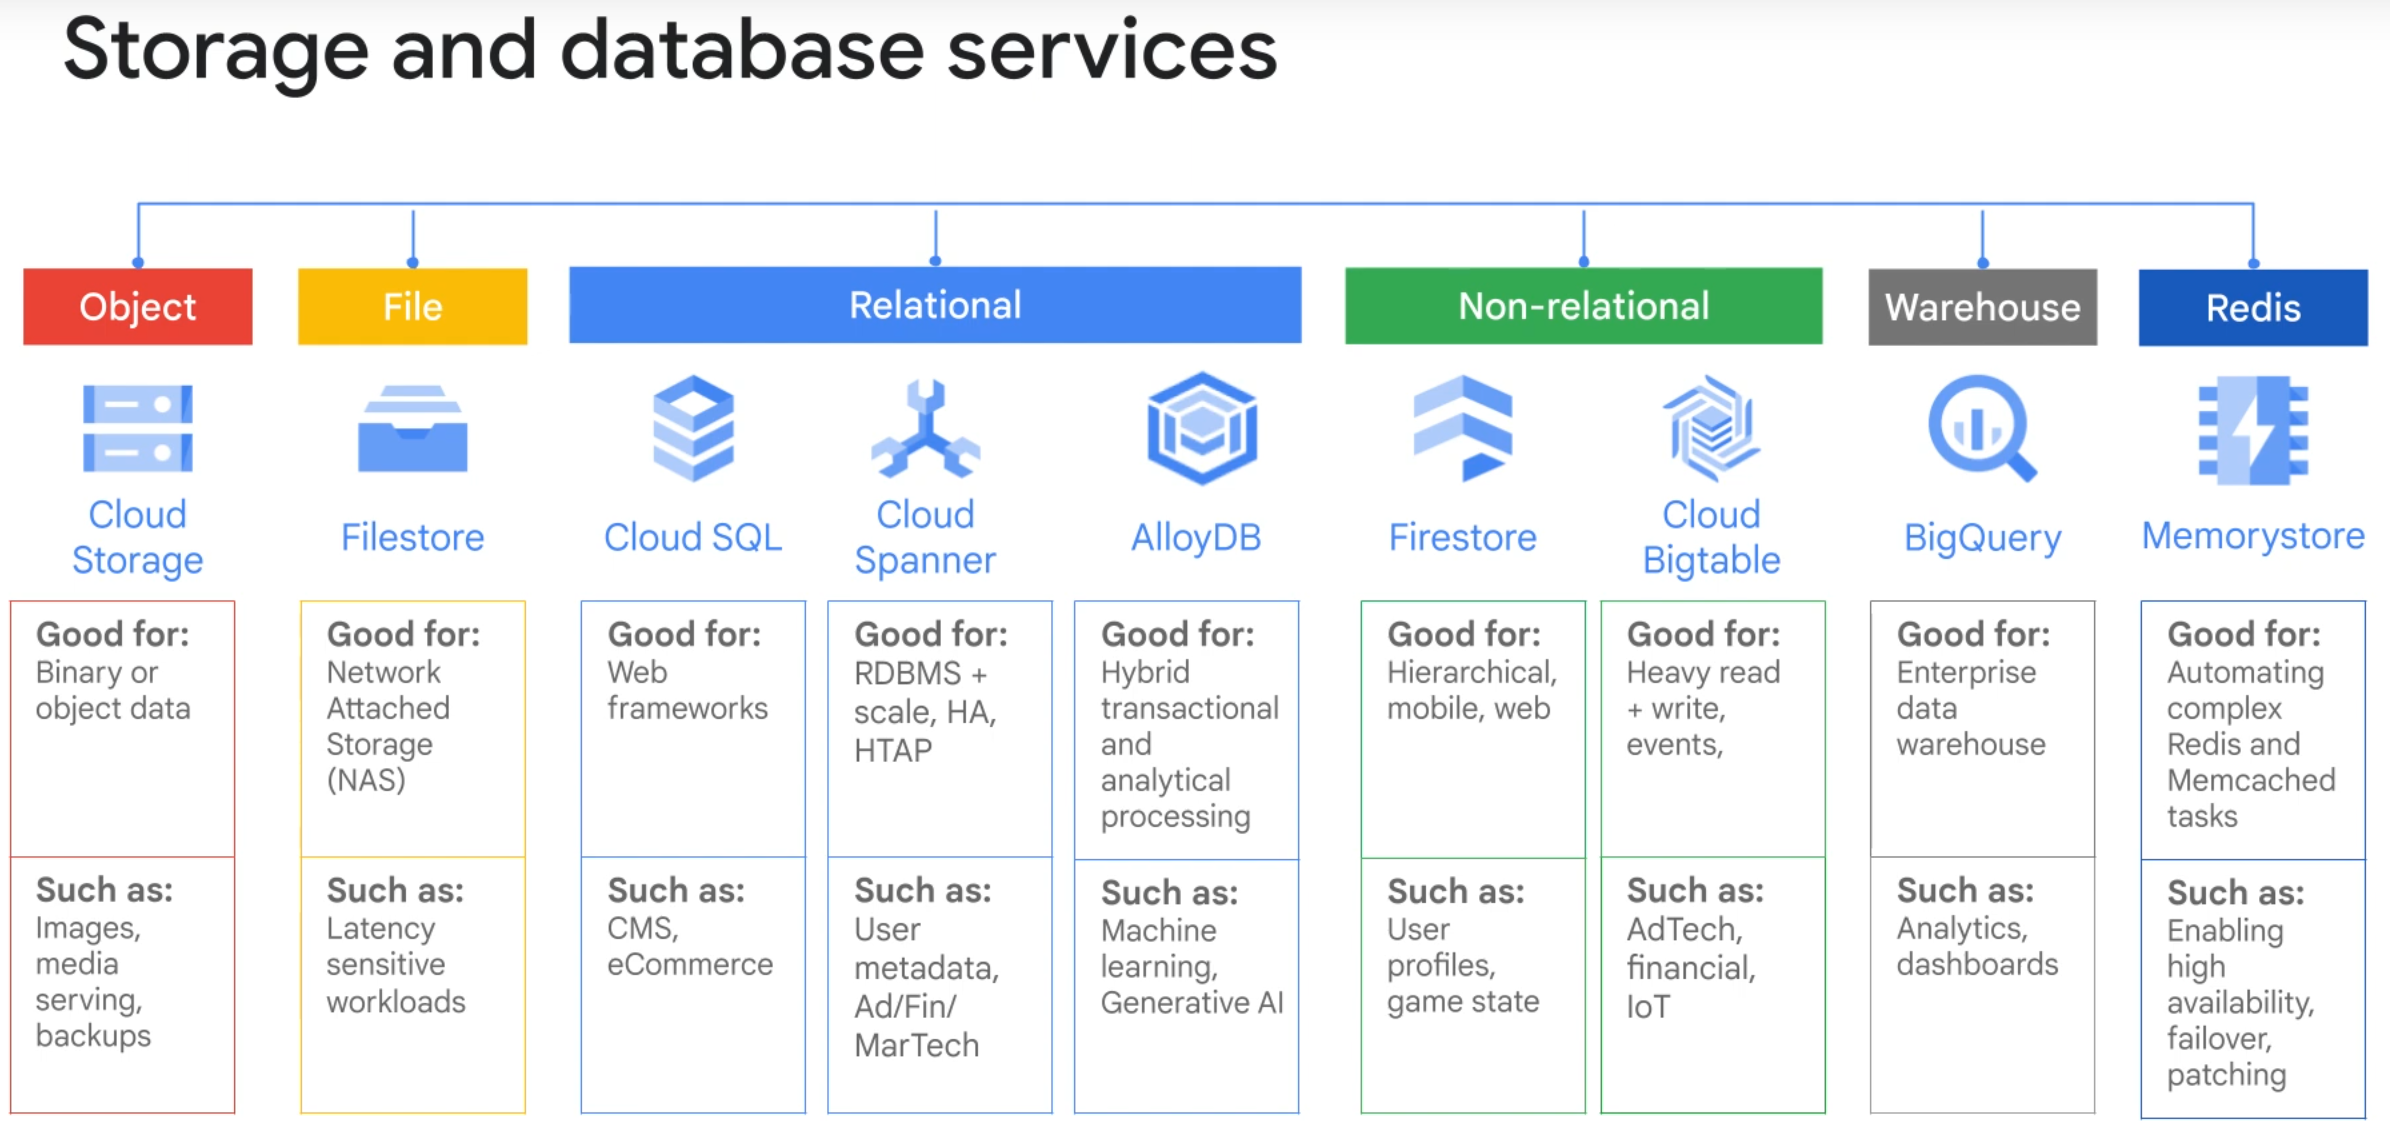 Storage and database services
Object
File
Relational
Non-relational
Warehouse
Redis
Cloud
Storage
Filestore
Cloud SQL
Cloud
Spanner
AlloyDB
Firestore
Cloud
Bigtable
BigQuery
Memorystore
Good for:
Binary or
object data
Good for:
Network
Attached
Storage
(NAS)
Good for:
Web
frameworks
Good for:
RDBMS +
scale, HA,
HTAP
Good for:
Hybrid
transactional
and
analytical
processing
Good for:
Hierarchical,
mobile, web
Good for:
Heavy read
+ write,
events,
Good for:
Enterprise
data
warehouse
Good for:
Automating
complex
Redis and
Memcached
tasks
Such as:
Images,
media
serving,
backups
Such as:
Latency
sensitive
workloads
Such as:
CMS,
eCommerce
Such as:
User
metadata,
Ad/Fin/
MarTech
Such as:
Machine
learning,
Generative AI
Such as:
User
profiles,
game state
Such as:
AdTech,
financial,
IoT
Such as:
Analytics,
dashboards
Such as:
Enabling
high
availability,
failover,
patching